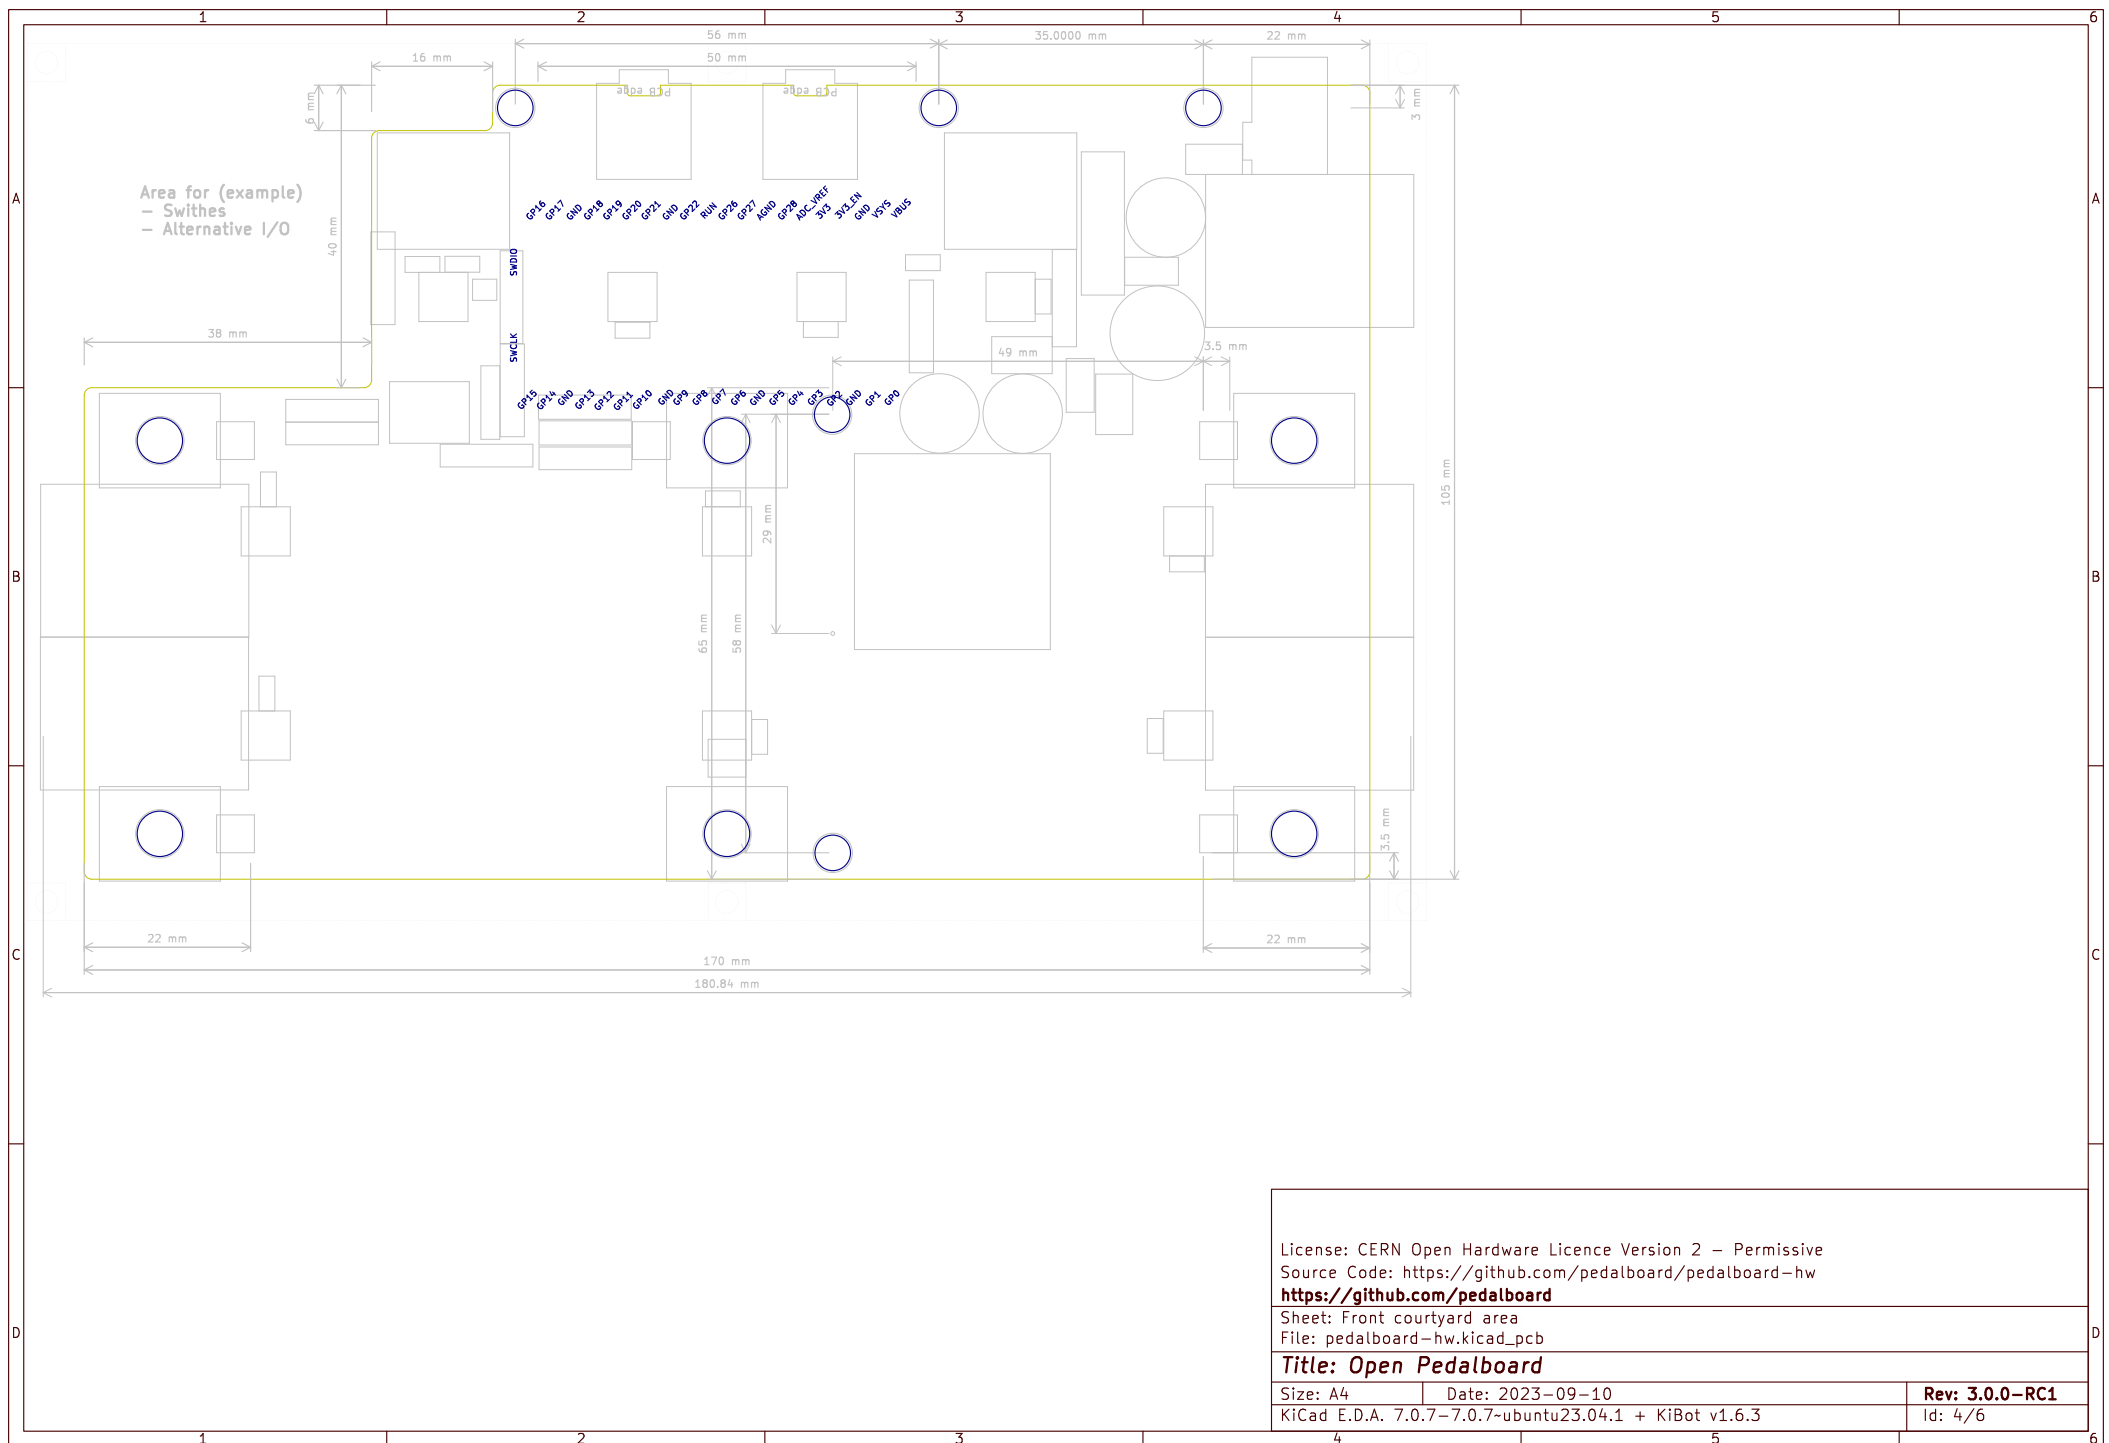 1 2 3 4 5 6
56 mm 35.0000 mm 22 mm
16 mm 50 mm
PCB edge PCB edge
6 mm 3 mm
A A
Area for (example)
- Swithes
- Alternative I/O
40 mm
GP16 GP17 GND GP18 GP19 GP20 GP21 GND GP22 RUN GP26 GP27 AGND GP28 ADC_VREF 3V3 3V3_EN GND VSYS VBUS
SWDIO
38 mm
SWCLK
49 mm 3.5 mm
GP15 GP14 GND GP13 GP12 GP11 GP10 GND GP9 GP8 GP7 GP6 GND GP5 GP4 GP3 GP2 GND GP1 GP0
105 mm
29 mm
B B
65 mm 58 mm
3.5 mm
22 mm 22 mm
C C
170 mm
180.84 mm
License: CERN Open Hardware Licence Version 2 - Permissive
Source Code: https://github.com/pedalboard/pedalboard-hw
https://github.com/pedalboard
Sheet: Front courtyard area
File: pedalboard-hw.kicad_pcb
D D
Title: Open Pedalboard
Size: A4 Date: 2023-09-10 Rev: 3.0.0-RC1
KiCad E.D.A. 7.0.7-7.0.7~ubuntu23.04.1 + KiBot v1.6.3 Id: 4/6
1 2 3 4 5 6